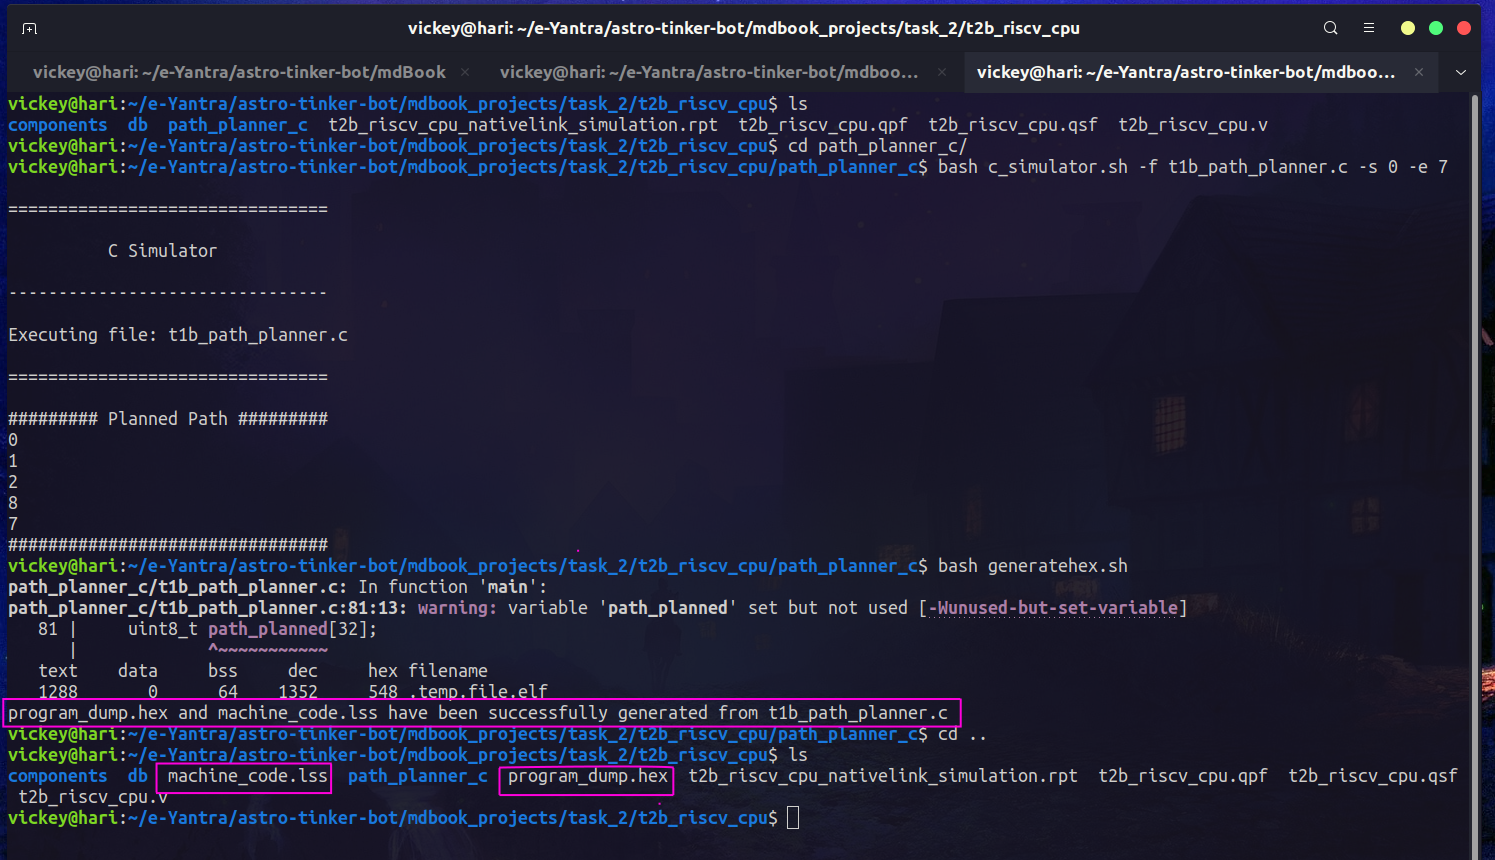 vickey@hari: ~/e-Yantra/astro-tinker-bot/mdbook_projects/task_2/t2b_riscv_cpu
vickey@hari: ~/e-Yantra/astro-tinker-bot/mdBook × vickey@hari: ~/e-Yantra/astro-tinker-bot/mdboo... × vickey@hari: ~/e-Yantra/astro-tinker-bot/mdboo... ×
vickey@hari:~/e-Yantra/astro-tinker-bot/mdbook_projects/task_2/t2b_riscv_cpu$ ls
components  db  path_planner_c  t2b_riscv_cpu_nativelink_simulation.rpt  t2b_riscv_cpu.qpf  t2b_riscv_cpu.qsf  t2b_riscv_cpu.v
vickey@hari:~/e-Yantra/astro-tinker-bot/mdbook_projects/task_2/t2b_riscv_cpu$ cd path_planner_c/
vickey@hari:~/e-Yantra/astro-tinker-bot/mdbook_projects/task_2/t2b_riscv_cpu/path_planner_c$ bash c_simulator.sh -f t1b_path_planner.c -s 0 -e 7
================================
C Simulator
--------------------------------
Executing file: t1b_path_planner.c
================================
######### Planned Path #########
0
1
2
8
7
################################
vickey@hari:~/e-Yantra/astro-tinker-bot/mdbook_projects/task_2/t2b_riscv_cpu/path_planner_c$ bash generatehex.sh
path_planner_c/t1b_path_planner.c: In function 'main':
path_planner_c/t1b_path_planner.c:81:13: warning: variable 'path_planned' set but not used [-Wunused-but-set-variable]
   81 |     uint8_t path_planned[32];
      |             ^~~~~~~~~~~~
   text    data     bss     dec     hex filename
   1288       0      64    1352     548 .temp.file.elf
program_dump.hex and machine_code.lss have been successfully generated from t1b_path_planner.c
vickey@hari:~/e-Yantra/astro-tinker-bot/mdbook_projects/task_2/t2b_riscv_cpu/path_planner_c$ cd ..
vickey@hari:~/e-Yantra/astro-tinker-bot/mdbook_projects/task_2/t2b_riscv_cpu$ ls
components  db  machine_code.lss  path_planner_c  program_dump.hex  t2b_riscv_cpu_nativelink_simulation.rpt  t2b_riscv_cpu.qpf  t2b_riscv_cpu.qsf
t2b_riscv_cpu.v
vickey@hari:~/e-Yantra/astro-tinker-bot/mdbook_projects/task_2/t2b_riscv_cpu$